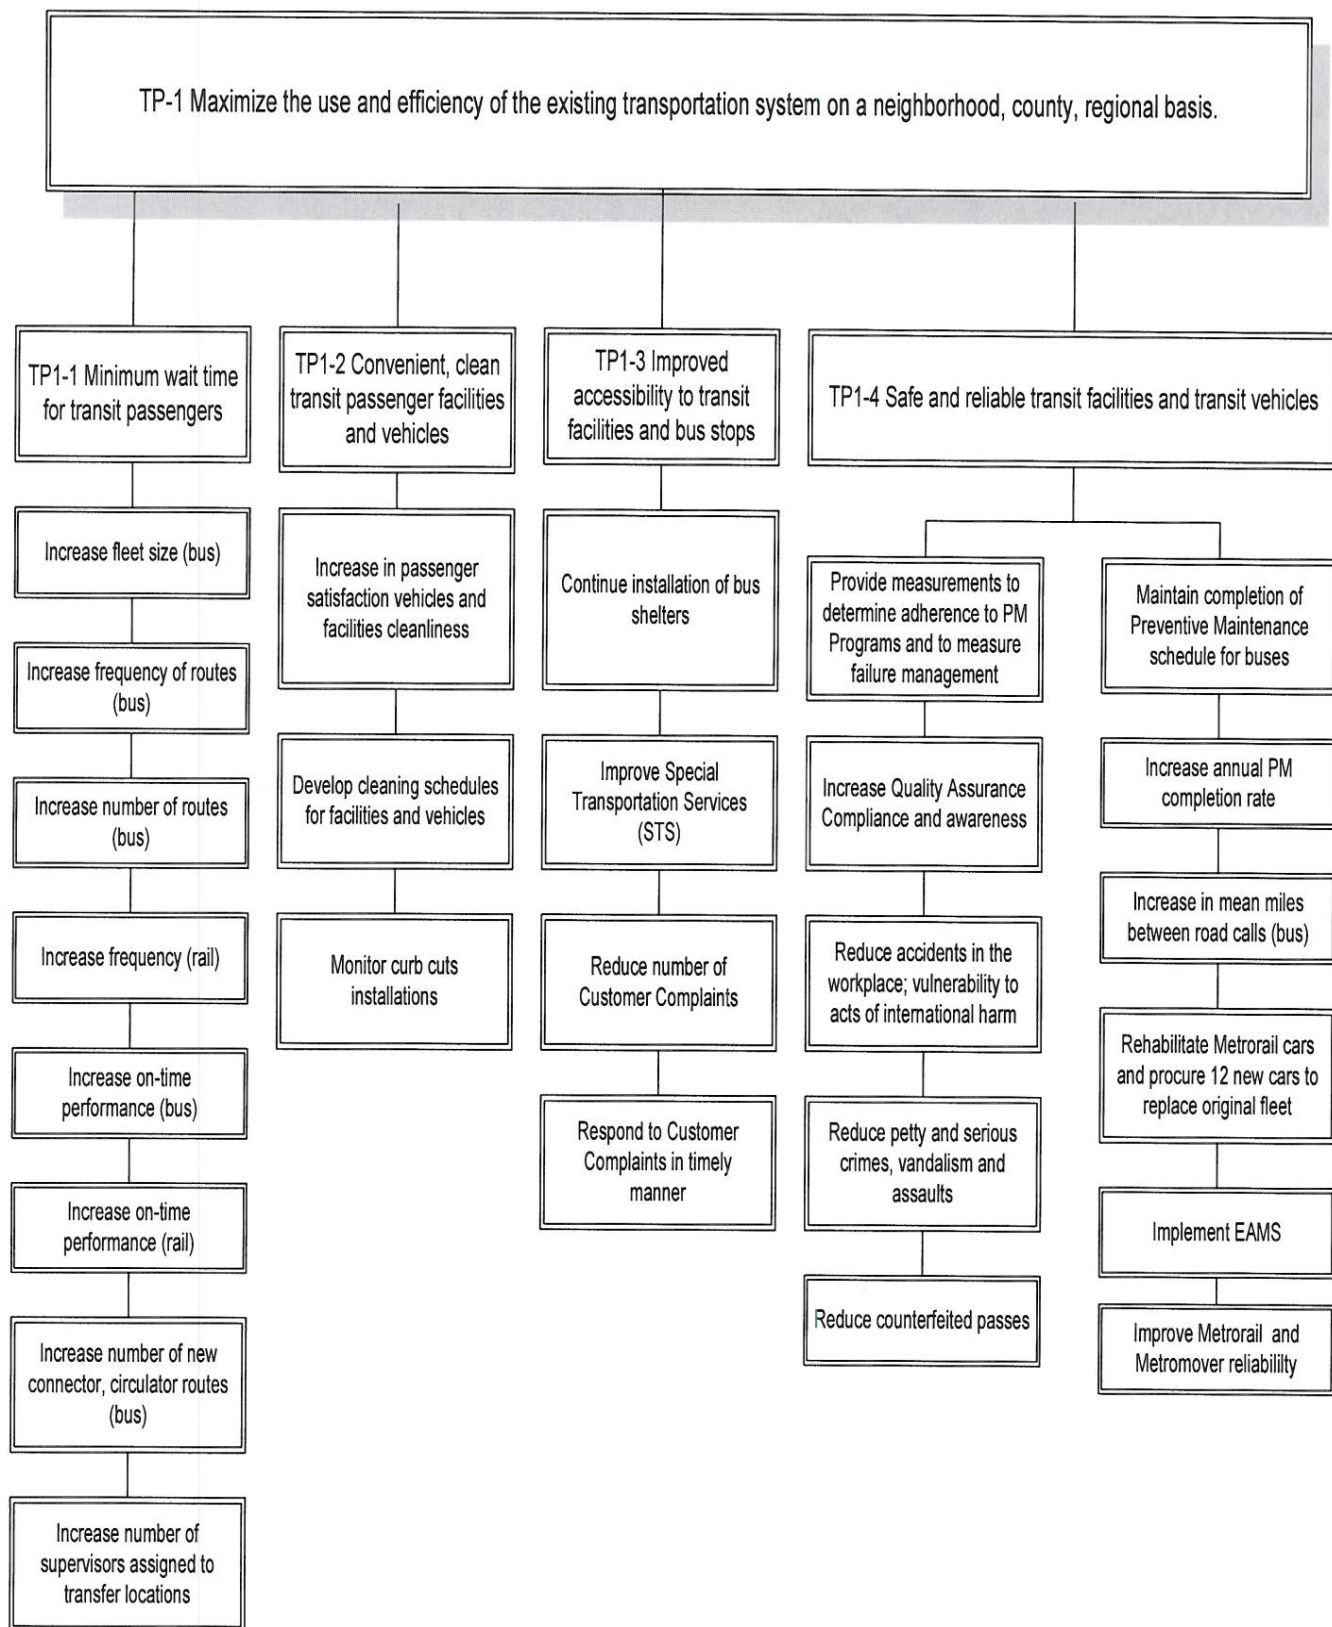 TP-1 Maximize the use and efficiency of the existing transportation system on a neighborhood, county, regional basis.
TP1-1 Minimum wait time
for transit passengers
Increase fleet size (bus)
Increase frequency of routes
(bus)
Increase number of routes
(bus)
Increase frequency (rail)
Increase on-time
performance (bus)
Increase on-time
performance (rail)
Increase number of new
connector, circulator routes
(bus)
Increase number of
supervisors assigned to
transfer locations
TP1-2 Convenient, clean
transit passenger facilities
and vehicles
Increase in passenger
satisfaction vehicles and
facilities cleanliness
Develop cleaning schedules
for facilities and vehicles
Monitor curb cuts
installations
TP1-3 Improved
accessibility to transit
facilities and bus stops
Continue installation of bus
shelters
Improve Special
Transportation Services
(STS)
Reduce number of
Customer Complaints
Respond to Customer
Complaints in timely
manner
TP1-4 Safe and reliable transit facilities and transit vehicles
Provide measurements to
determine adherence to PM
Programs and to measure
failure management
Increase Quality Assurance
Compliance and awareness
Reduce accidents in the
workplace; vulnerability to
acts of international harm
Reduce petty and serious
crimes, vandalism and
assaults
Reduce counterfeited passes
Maintain completion of
Preventive Maintenance
schedule for buses
Increase annual PM
completion rate
Increase in mean miles
between road calls (bus)
Rehabilitate Metrorail cars
and procure 12 new cars to
replace original fleet
Implement EAMS
Improve Metrorail and
Metromover reliabililty